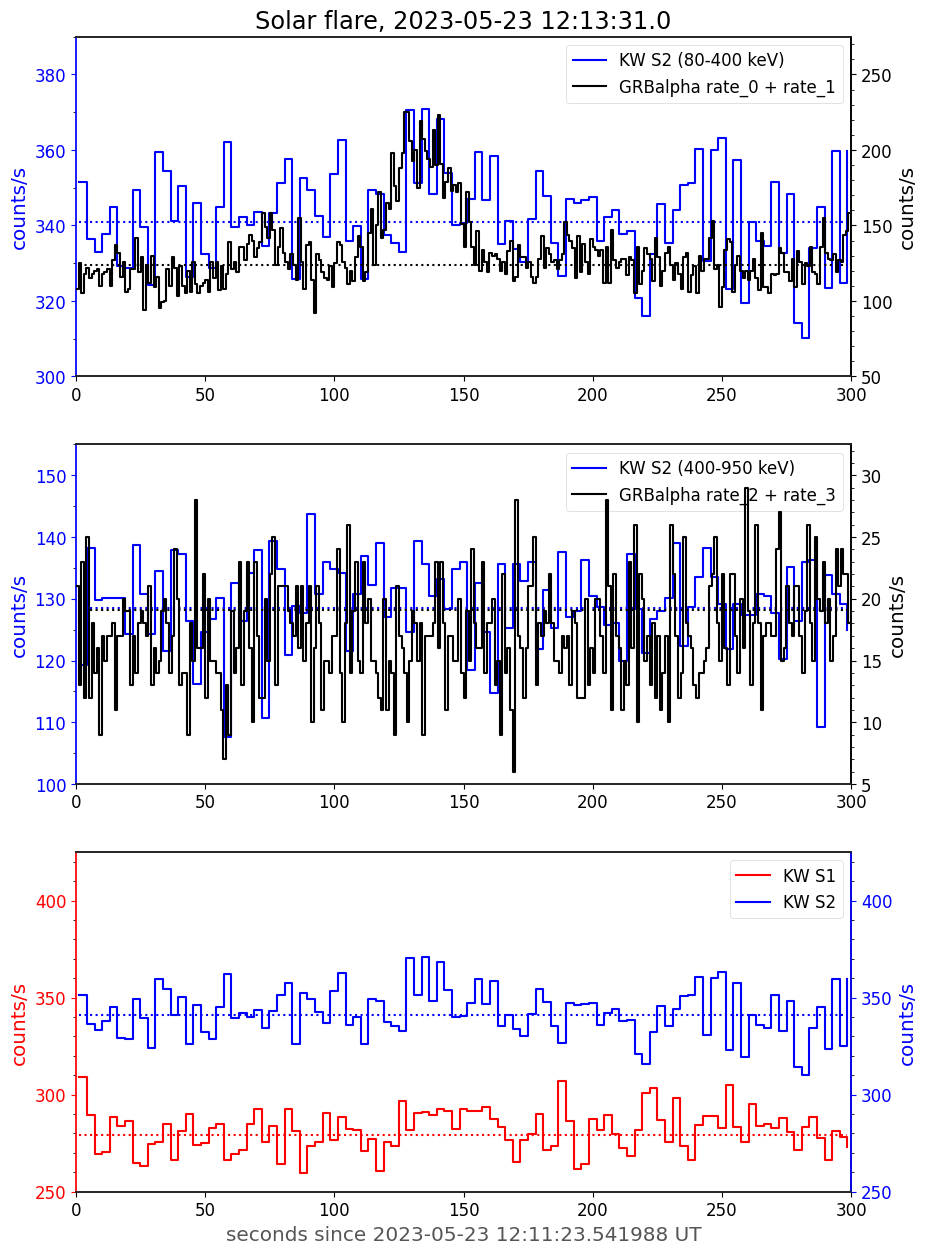 Solar flare, 2023-05-23 12:13:31.0
KW S2 (80-400 keV)
GRBalpha rate_0 + rate_1
counts/s
counts/s
380
360
340
320
300
250
200
150
100
50
0 50 100 150 200 250 300
KW S2 (400-950 keV)
GRBalpha rate_2 + rate_3
counts/s
counts/s
150
140
130
120
110
100
30
25
20
15
10
5
0 50 100 150 200 250 300
KW S1
KW S2
counts/s
counts/s
400
350
300
250
400
350
300
250
0 50 100 150 200 250 300
seconds since 2023-05-23 12:11:23.541988 UT